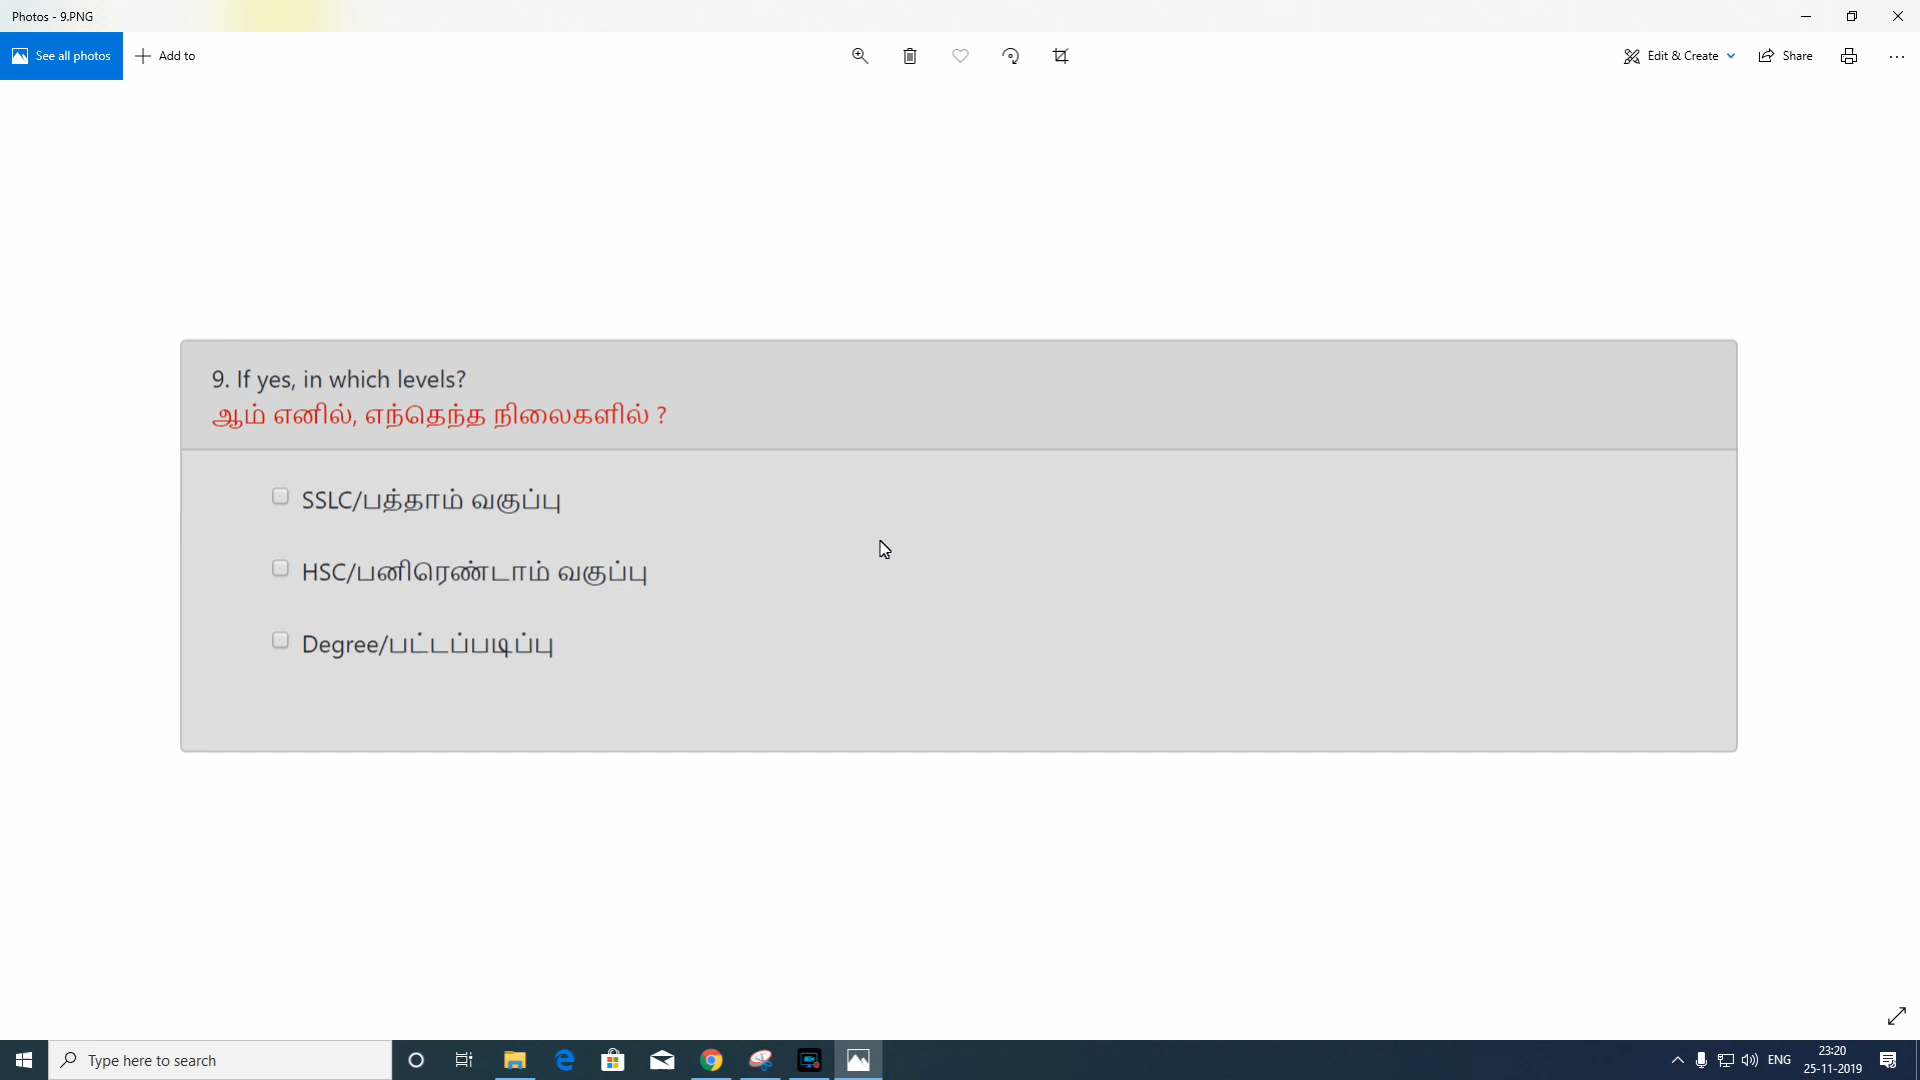 Photos - 9.PNG
See all photos
Add to
Edit & Create
Share
9. If yes, in which levels?
ஆம் எனில், எந்தெந்த நிலைகளில் ?
SSLC/பத்தாம் வகுப்பு
HSC/பனிரெண்டாம் வகுப்பு
Degree/பட்டப்படிப்பு
Type here to search
ENG
23:20
25-11-2019